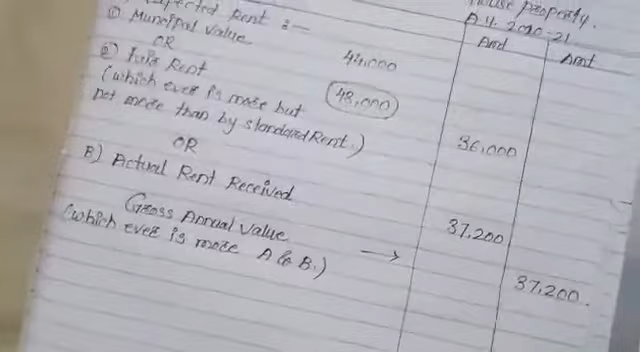 House Property.
A.Y. 2020-21
Expected Rent :-
Amt Amt
① Municipal Value 44,000
OR
② Fair Rent 48,000
(which ever is more but
not more than by standard Rent.) 36,000
OR
B) Actual Rent Received 37,200
Gross Annual Value
(which ever is more A or B.) → 37,200.